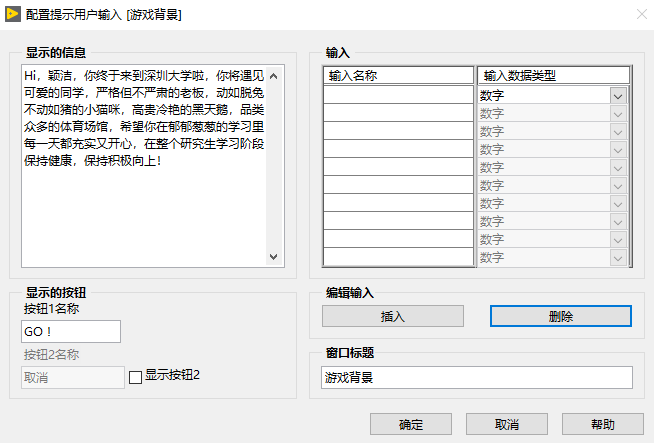 配置提示用户输入 [游戏背景]
显示的信息
Hi，颖洁，你终于来到深圳大学啦，你将遇见
可爱的同学，严格但不严肃的老板，动如脱兔
不动如猪的小猫咪，高贵冷艳的黑天鹅，品类
众多的体育场馆，希望你在郁郁葱葱的学习里
每一天都充实又开心，在整个研究生学习阶段
保持健康，保持积极向上！
输入
输入名称 输入数据类型
数字
数字
数字
数字
数字
数字
数字
数字
数字
数字
显示的按钮
按钮1名称
GO！
按钮2名称
取消
显示按钮2
编辑输入
插入 删除
窗口标题
游戏背景
确定 取消 帮助